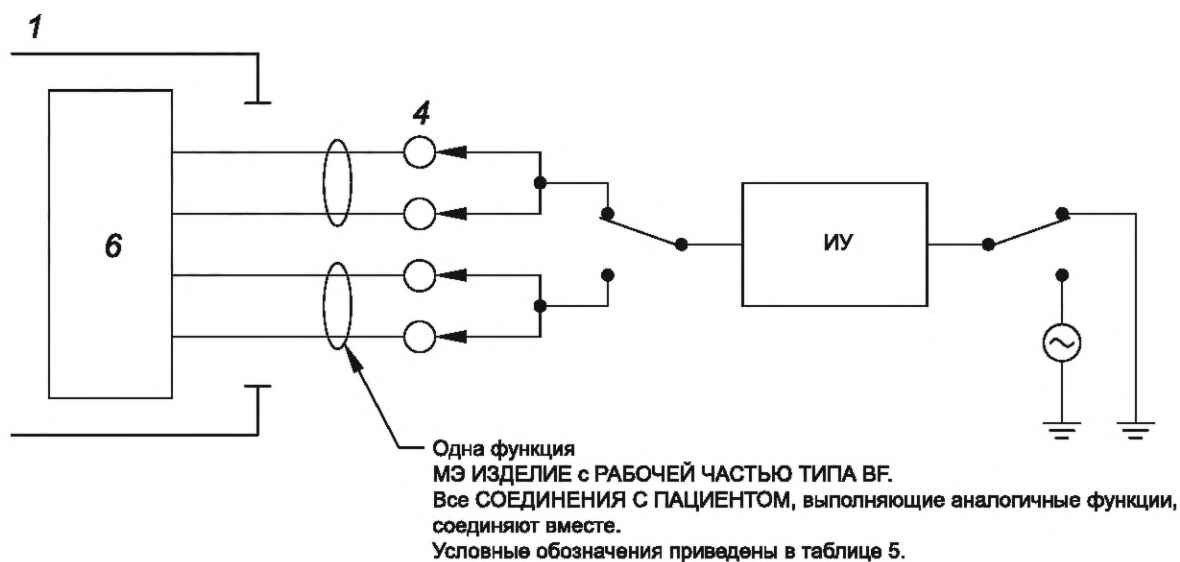 1
4
6
ИУ
Одна функция
МЭ ИЗДЕЛИЕ с РАБОЧЕЙ ЧАСТЬЮ ТИПА BF.
Все СОЕДИНЕНИЯ С ПАЦИЕНТОМ, выполняющие аналогичные функции,
соединяют вместе.
Условные обозначения приведены в таблице 5.